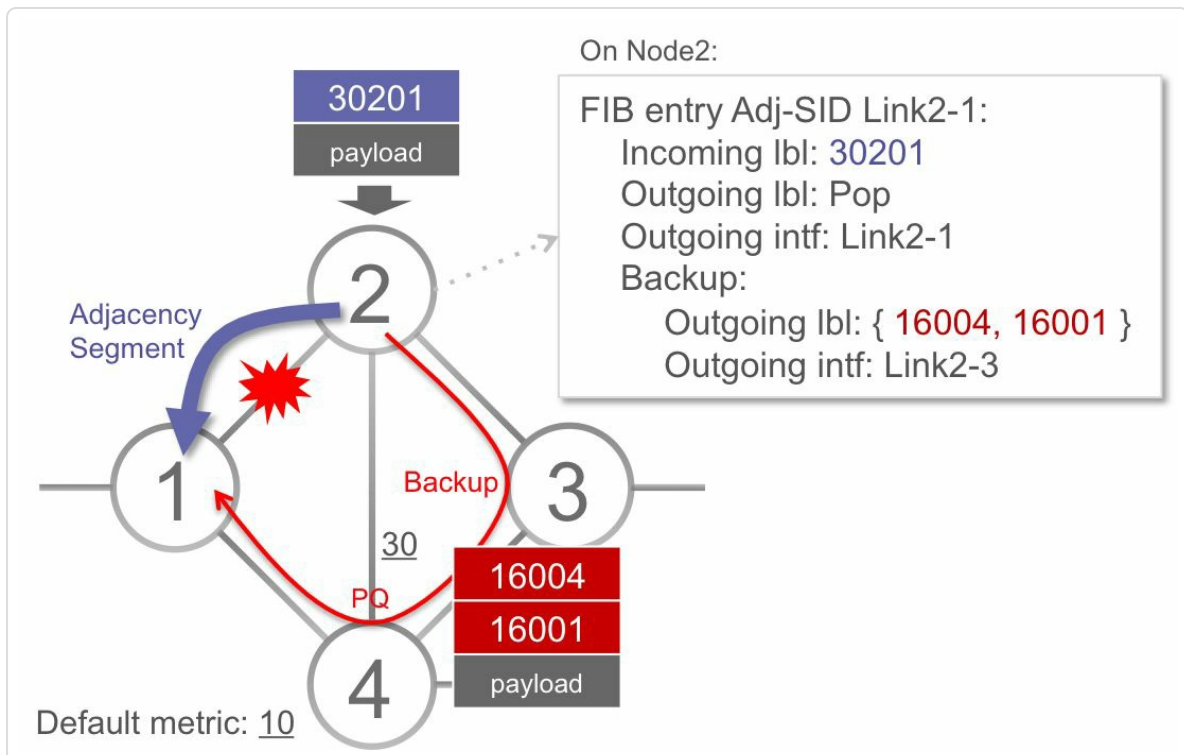 On Node2:
30201
payload
FIB entry Adj-SID Link2-1:
Incoming lbl: 30201
Outgoing lbl: Pop
Outgoing intf: Link2-1
Backup:
Outgoing lbl: { 16004, 16001 }
Outgoing intf: Link2-3
2
Adjacency
Segment
1
Backup
3
30
PQ
16004
16001
payload
4
Default metric: 10